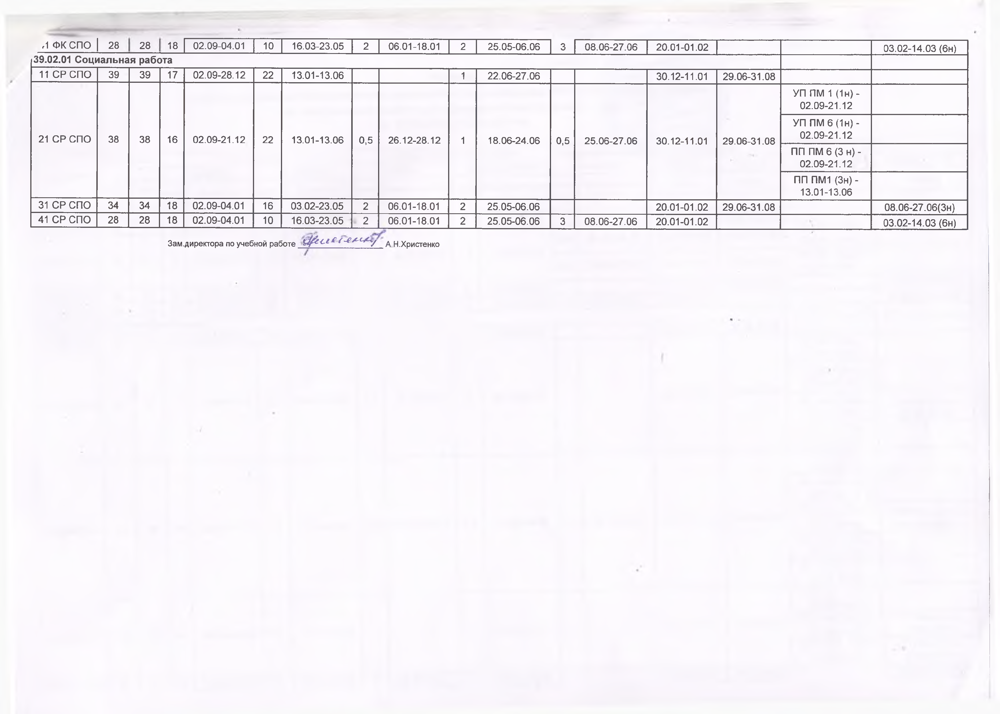 1 ФК СПО 28 28 18 02.09-04.01 10 16.03-23.05 2 06.01-18.01 2 25.05-06.06 3 08.06-27.06 20.01-01.02 03.02-14.03 (6н)
39.02.01 Социальная работа
11 СР СПО 39 39 17 02.09-28.12 22 13.01-13.06 1 22.06-27.06 30.12-11.01 29.06-31.08
21 СР СПО 38 38 16 02.09-21.12 22 13.01-13.06 0,5 26.12-28.12 1 18.06-24.06 0,5 25.06-27.06 30.12-11.01 29.06-31.08
УП ПМ 1 (1н) -
02.09-21.12
УП ПМ 6 (1н) -
02.09-21.12
ПП ПМ 6 (3 н) -
02.09-21.12
ПП ПМ1 (3н) -
13.01-13.06
31 СР СПО 34 34 18 02.09-04.01 16 03.02-23.05 2 06.01-18.01 2 25.05-06.06 20.01-01.02 29.06-31.08 08.06-27.06(3н)
41 СР СПО 28 28 18 02.09-04.01 10 16.03-23.05 2 06.01-18.01 2 25.05-06.06 3 08.06-27.06 20.01-01.02 03.02-14.03 (6н)
Зам.директора по учебной работе А.Н.Христенко